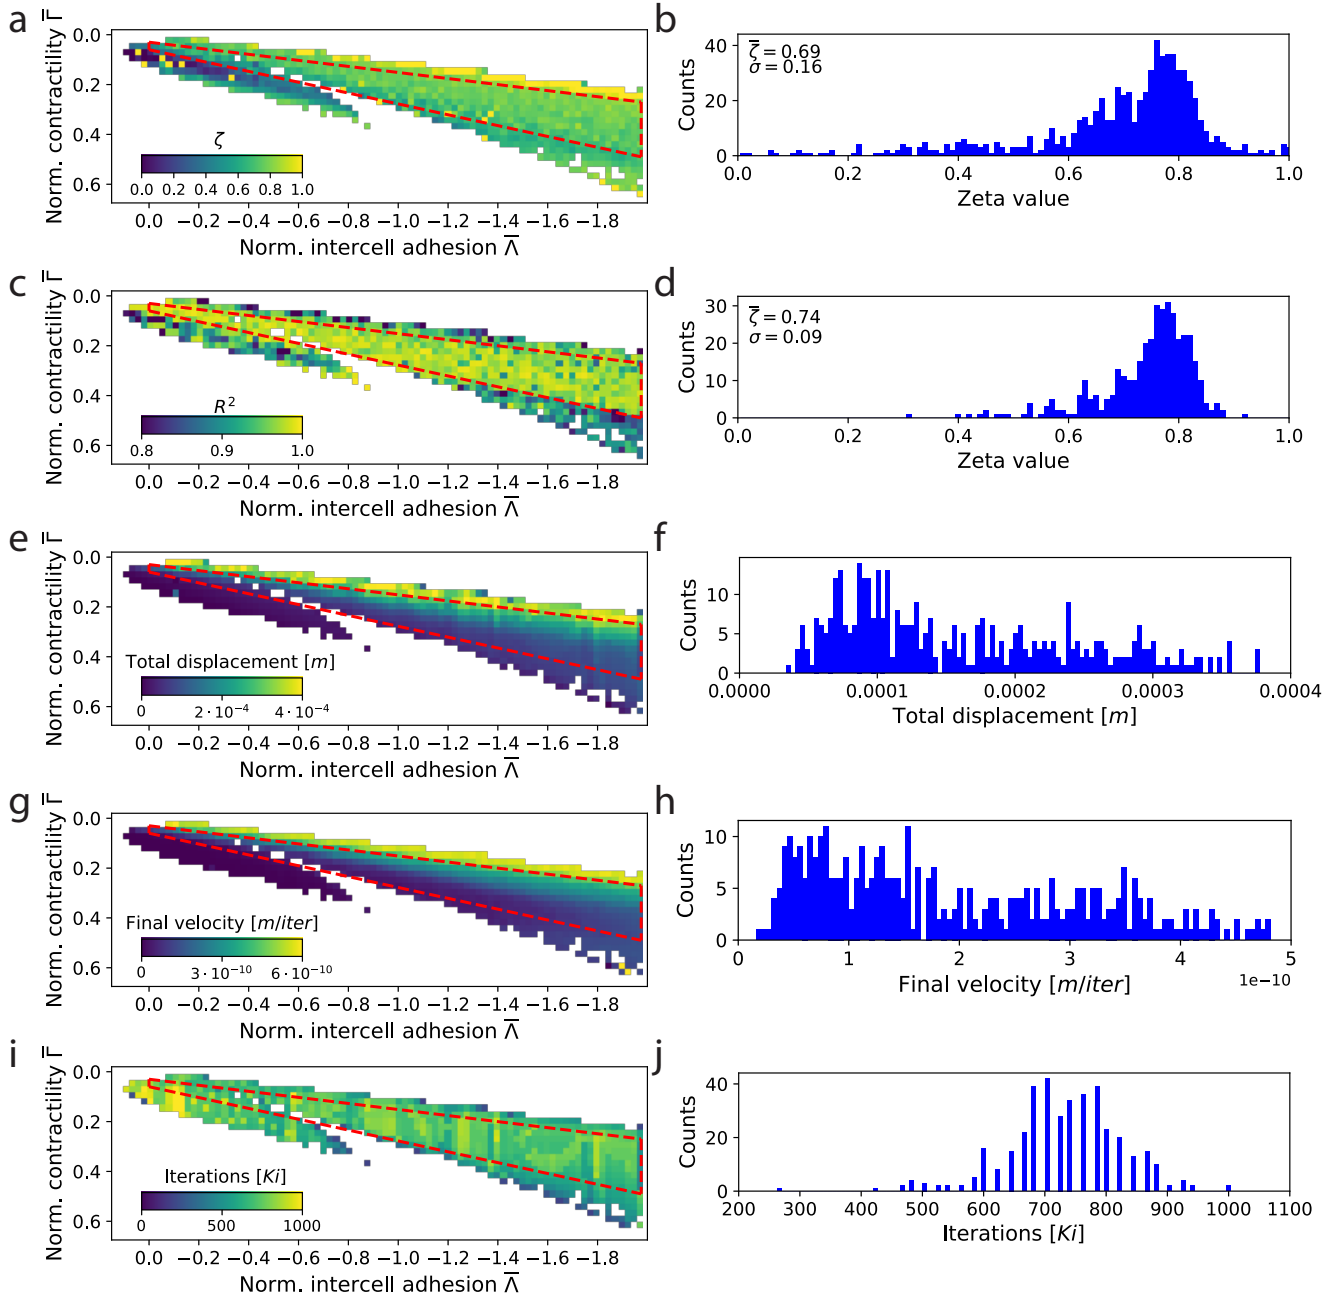 a
Norm. contractility Γ̅
0.0
0.2
0.4
0.6
ζ
0.0 0.2 0.4 0.6 0.8 1.0
0.0 −0.2 −0.4 −0.6 −0.8 −1.0 −1.2 −1.4 −1.6 −1.8
Norm. intercell adhesion Λ̅
b
Counts
40
20
0
ζ̅ = 0.69
σ = 0.16
0.0 0.2 0.4 0.6 0.8 1.0
Zeta value
c
Norm. contractility Γ̅
0.0
0.2
0.4
0.6
R²
0.8 0.9 1.0
0.0 −0.2 −0.4 −0.6 −0.8 −1.0 −1.2 −1.4 −1.6 −1.8
Norm. intercell adhesion Λ̅
d
Counts
30
20
10
0
ζ̅ = 0.74
σ = 0.09
0.0 0.2 0.4 0.6 0.8 1.0
Zeta value
e
Norm. contractility Γ̅
0.0
0.2
0.4
0.6
Total displacement [m]
0 2·10⁻⁴ 4·10⁻⁴
0.0 −0.2 −0.4 −0.6 −0.8 −1.0 −1.2 −1.4 −1.6 −1.8
Norm. intercell adhesion Λ̅
f
Counts
10
5
0
0.0000 0.0001 0.0002 0.0003 0.0004
Total displacement [m]
g
Norm. contractility Γ̅
0.0
0.2
0.4
0.6
Final velocity [m/iter]
0 3·10⁻¹⁰ 6·10⁻¹⁰
0.0 −0.2 −0.4 −0.6 −0.8 −1.0 −1.2 −1.4 −1.6 −1.8
Norm. intercell adhesion Λ̅
h
Counts
10
5
0
0 1 2 3 4 5
1e−10
Final velocity [m/iter]
i
Norm. contractility Γ̅
0.0
0.2
0.4
0.6
Iterations [Ki]
0 500 1000
0.0 −0.2 −0.4 −0.6 −0.8 −1.0 −1.2 −1.4 −1.6 −1.8
Norm. intercell adhesion Λ̅
j
Counts
40
20
0
200 300 400 500 600 700 800 900 1000 1100
Iterations [Ki]